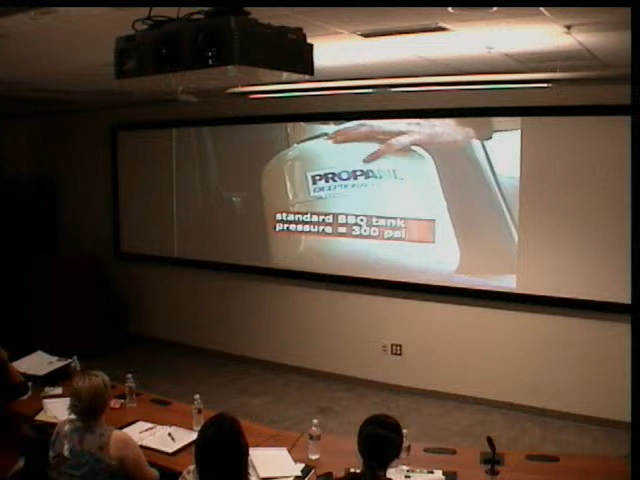 PROPANE
standard BBQ tank
pressure = 300 psi